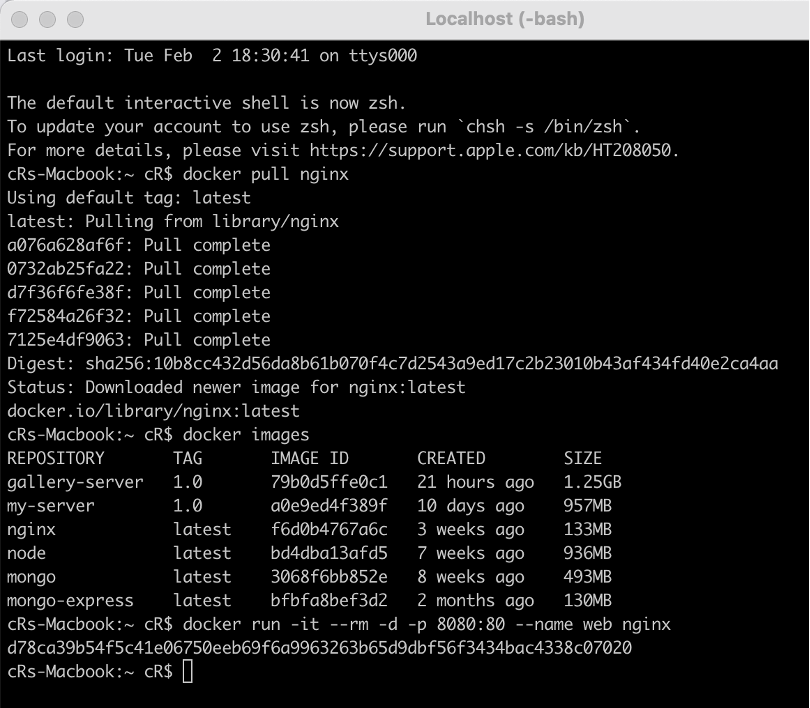 Localhost (-bash)
Last login: Tue Feb  2 18:30:41 on ttys000
The default interactive shell is now zsh.
To update your account to use zsh, please run `chsh -s /bin/zsh`.
For more details, please visit https://support.apple.com/kb/HT208050.
cRs-Macbook:~ cR$ docker pull nginx
Using default tag: latest
latest: Pulling from library/nginx
a076a628af6f: Pull complete
0732ab25fa22: Pull complete
d7f36f6fe38f: Pull complete
f72584a26f32: Pull complete
7125e4df9063: Pull complete
Digest: sha256:10b8cc432d56da8b61b070f4c7d2543a9ed17c2b23010b43af434fd40e2ca4aa
Status: Downloaded newer image for nginx:latest
docker.io/library/nginx:latest
cRs-Macbook:~ cR$ docker images
REPOSITORY       TAG       IMAGE ID       CREATED        SIZE
gallery-server   1.0       79b0d5ffe0c1   21 hours ago   1.25GB
my-server        1.0       a0e9ed4f389f   10 days ago    957MB
nginx            latest    f6d0b4767a6c   3 weeks ago    133MB
node             latest    bd4dba13afd5   7 weeks ago    936MB
mongo            latest    3068f6bb852e   8 weeks ago    493MB
mongo-express    latest    bfbfa8bef3d2   2 months ago   130MB
cRs-Macbook:~ cR$ docker run -it --rm -d -p 8080:80 --name web nginx
d78ca39b54f5c41e06750eeb69f6a9963263b65d9dbf56f3434bac4338c07020
cRs-Macbook:~ cR$